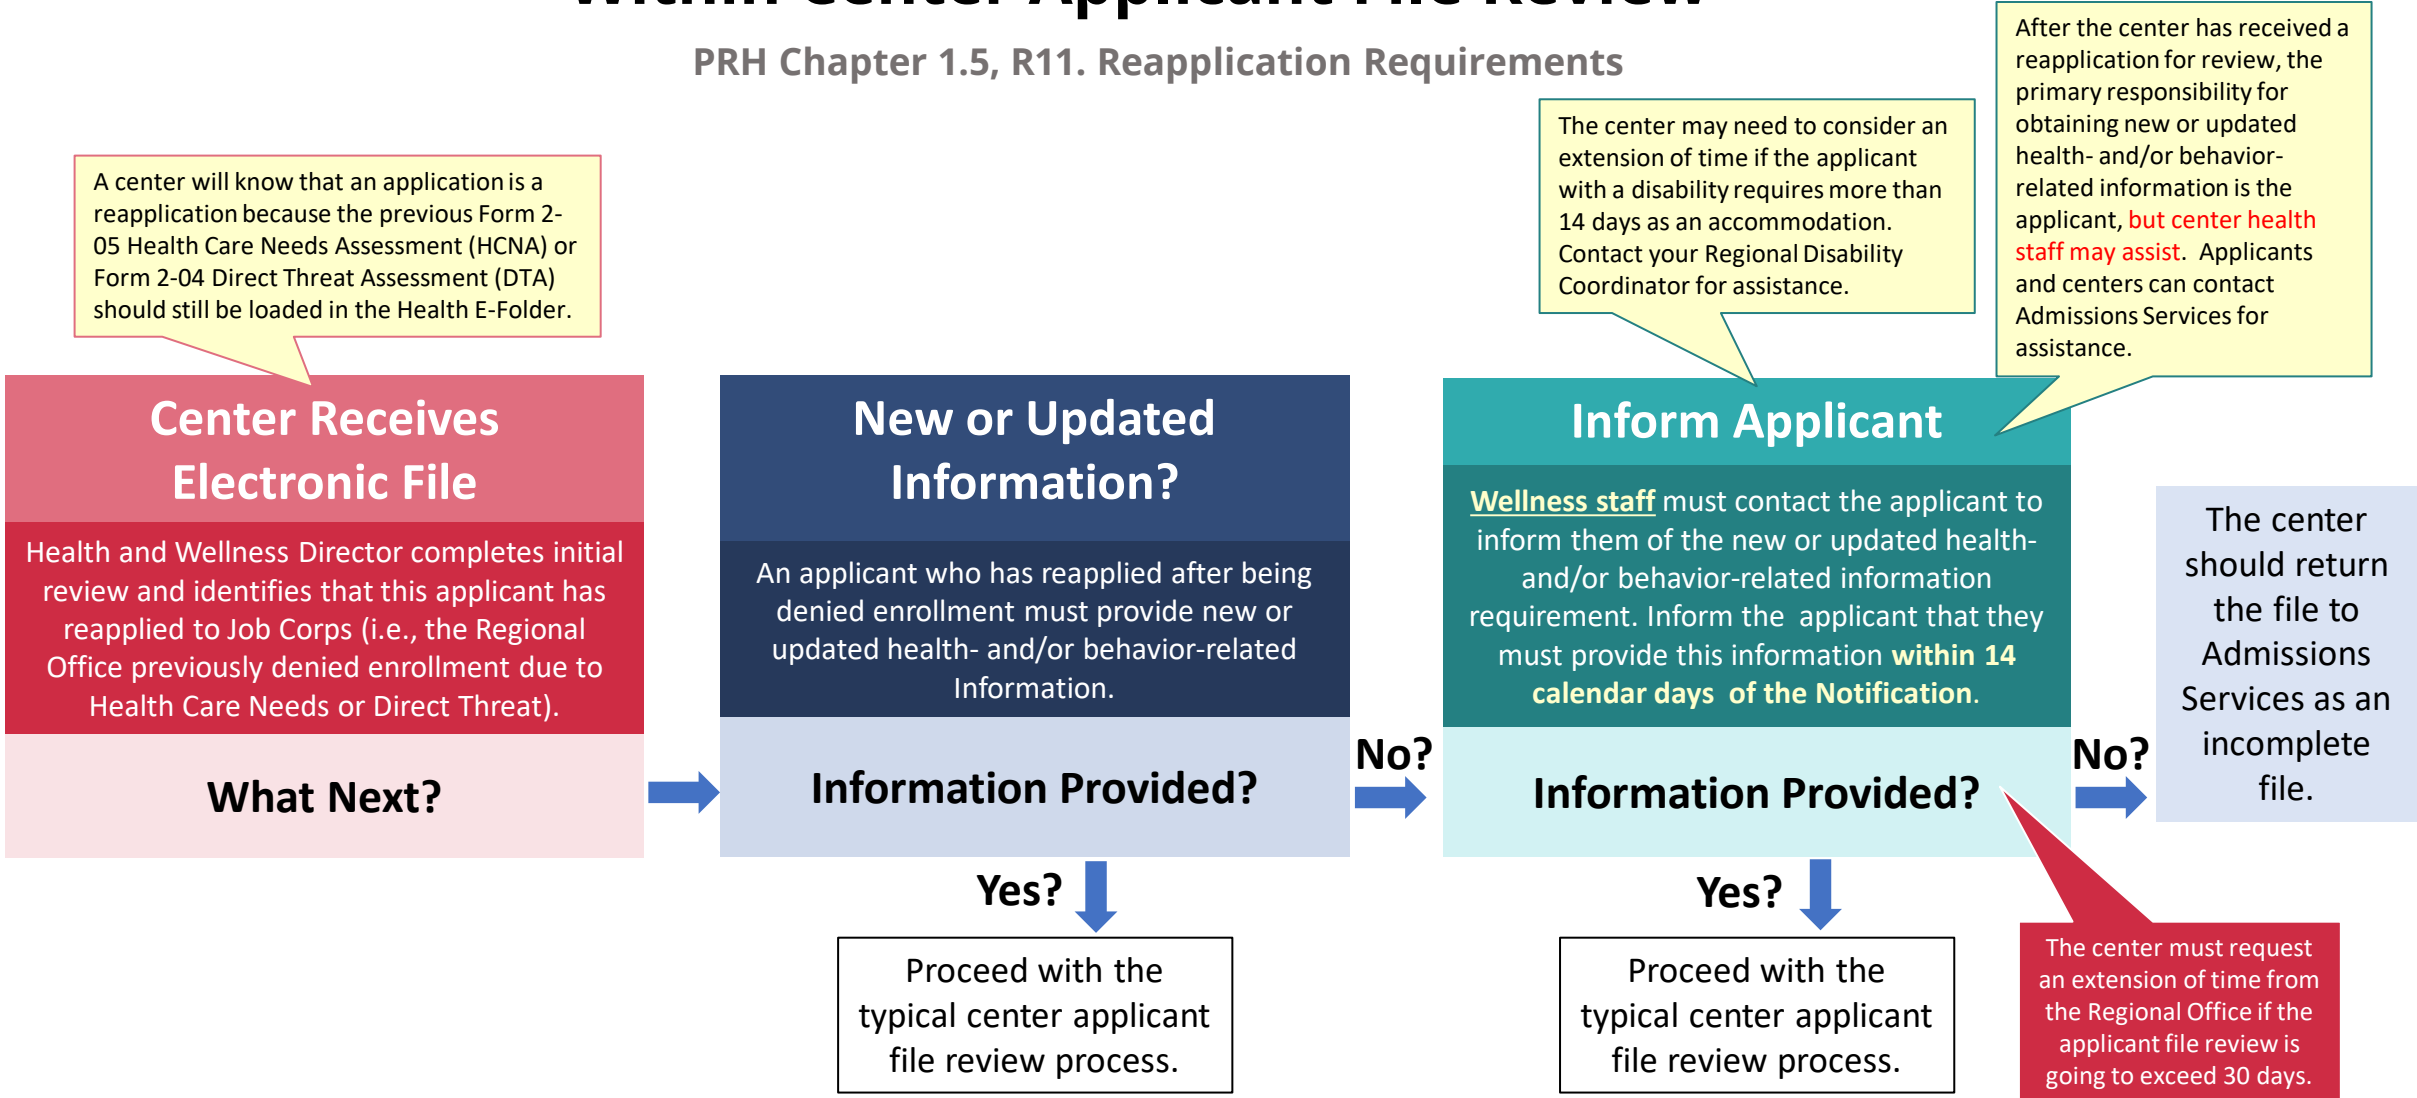 Within Center Applicant File Review
PRH Chapter 1.5, R11. Reapplication Requirements
A center will know that an application is a
reapplication because the previous Form 2-
05 Health Care Needs Assessment (HCNA) or
Form 2-04 Direct Threat Assessment (DTA)
should still be loaded in the Health E-Folder.
The center may need to consider an
extension of time if the applicant
with a disability requires more than
14 days as an accommodation.
Contact your Regional Disability
Coordinator for assistance.
After the center has received a
reapplication for review, the
primary responsibility for
obtaining new or updated
health- and/or behavior-
related information is the
applicant, but center health
staff may assist.  Applicants
and centers can contact
Admissions Services for
assistance.
Center Receives
Electronic File
Health and Wellness Director completes initial
review and identifies that this applicant has
reapplied to Job Corps (i.e., the Regional
Office previously denied enrollment due to
Health Care Needs or Direct Threat).
What Next?
New or Updated
Information?
An applicant who has reapplied after being
denied enrollment must provide new or
updated health- and/or behavior-related
Information.
Information Provided?
No?
Yes?
Proceed with the
typical center applicant
file review process.
Inform Applicant
Wellness staff must contact the applicant to
inform them of the new or updated health-
and/or behavior-related information
requirement. Inform the  applicant that they
must provide this information within 14
calendar days  of the Notification.
Information Provided?
No?
Yes?
Proceed with the
typical center applicant
file review process.
The center
should return
the file to
Admissions
Services as an
incomplete
file.
The center must request
an extension of time from
the Regional Office if the
applicant file review is
going to exceed 30 days.